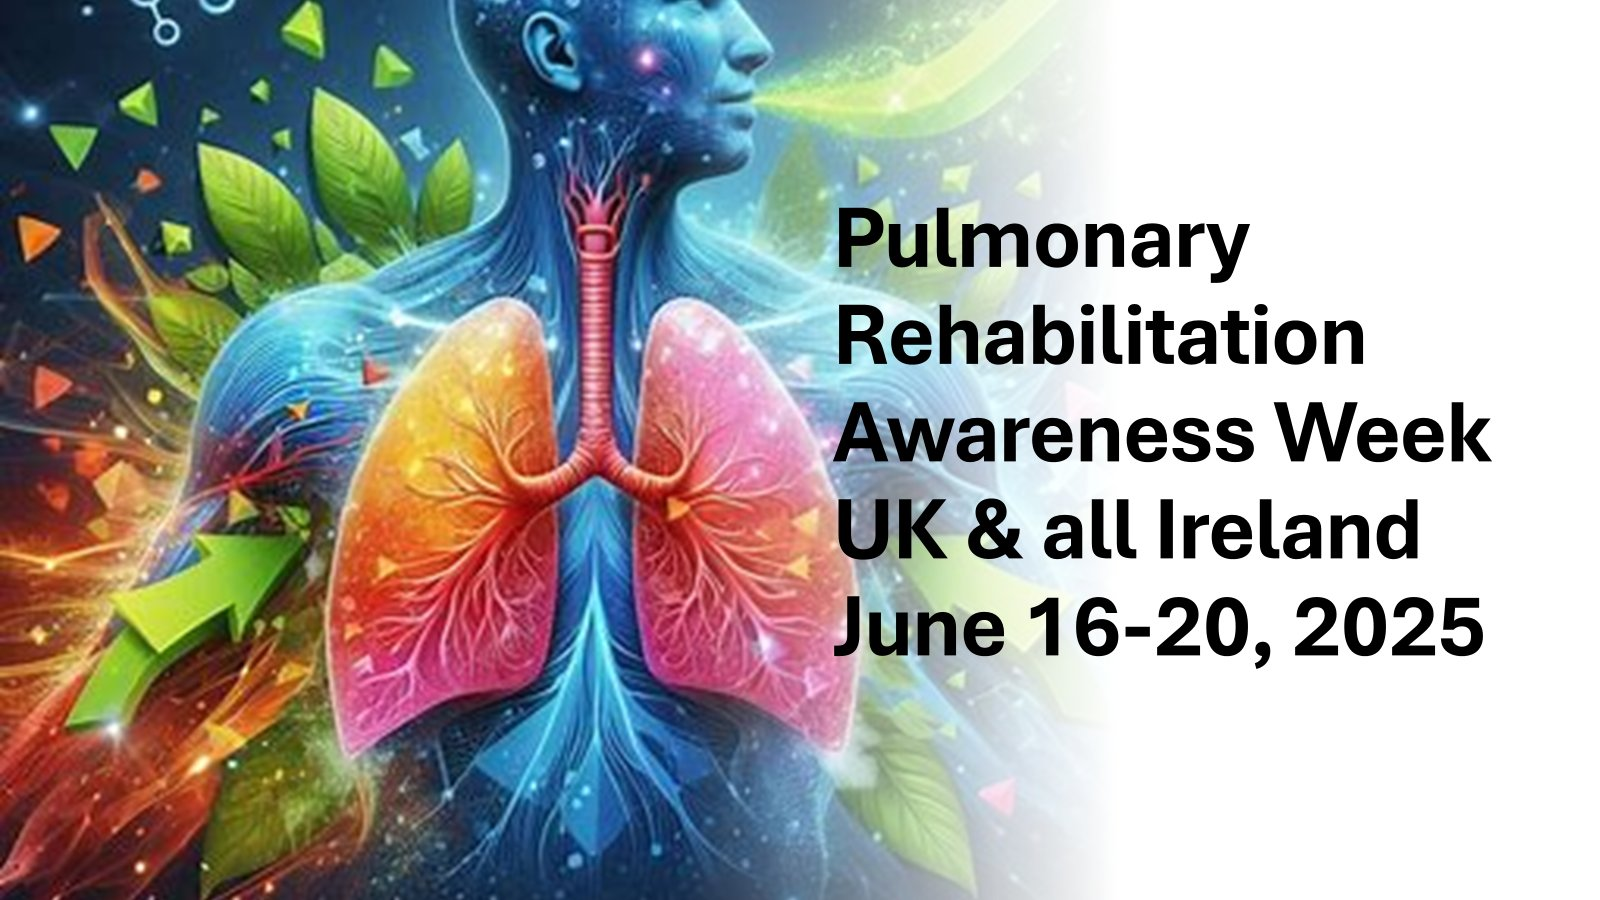 Pulmonary
Rehabilitation
Awareness Week
UK & all Ireland
June 16-20, 2025